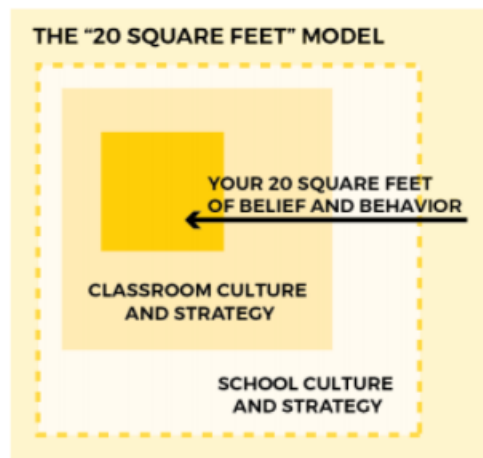 THE “20 SQUARE FEET” MODEL
YOUR 20 SQUARE FEET
OF BELIEF AND BEHAVIOR
CLASSROOM CULTURE
AND STRATEGY
SCHOOL CULTURE
AND STRATEGY